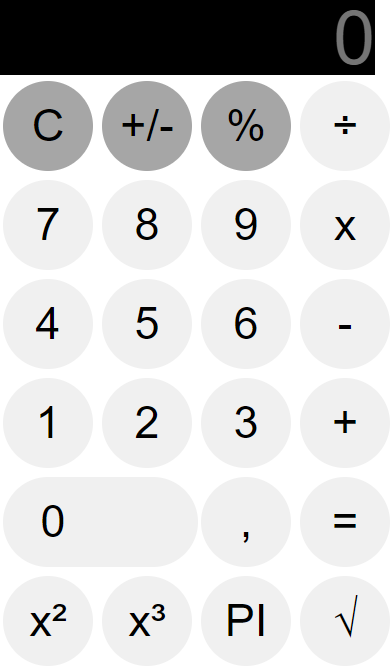 0
C +/- % ÷
7 8 9 x
4 5 6 -
1 2 3 +
0 , =
x² x³ PI √